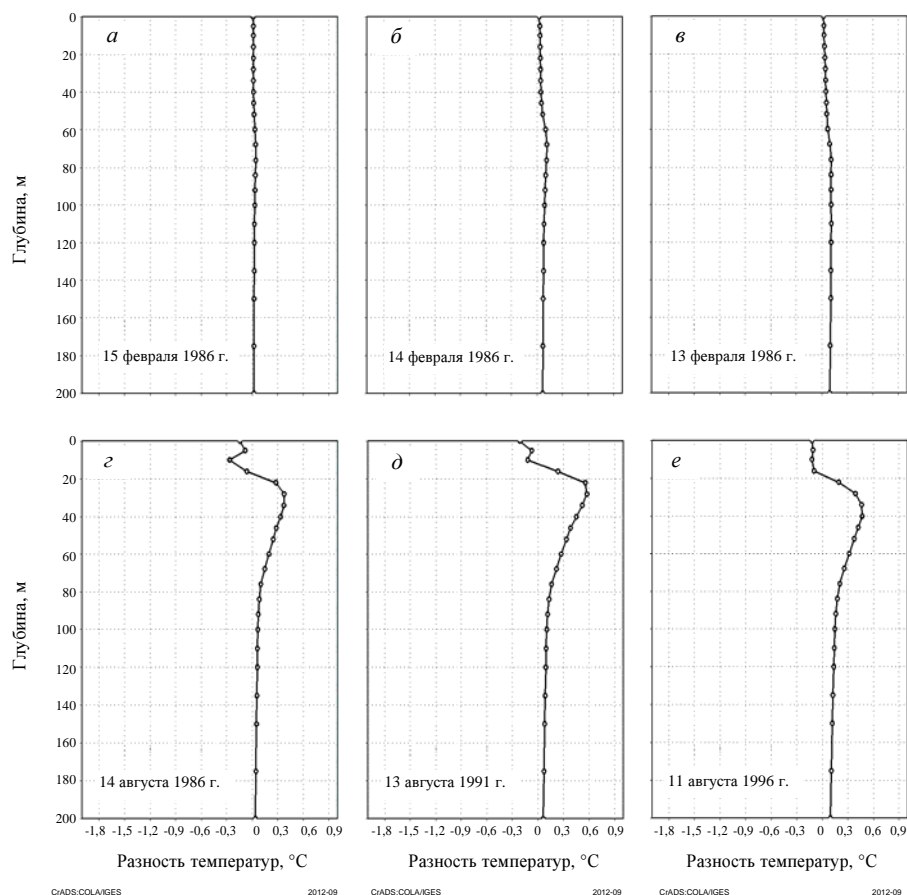 а
б
в
0
20
40
60
80
100
120
140
160
180
200
Глубина, м
15 февраля 1986 г.
14 февраля 1986 г.
13 февраля 1986 г.
г
д
е
0
20
40
60
80
100
120
140
160
180
200
Глубина, м
14 августа 1986 г.
13 августа 1991 г.
11 августа 1996 г.
-1,8 -1,5 -1,2 -0,9 -0,6 -0,3 0 0,3 0,6 0,9
-1,8 -1,5 -1,2 -0,9 -0,6 -0,3 0 0,3 0,6 0,9
-1,8 -1,5 -1,2 -0,9 -0,6 -0,3 0 0,3 0,6 0,9
Разность температур, °С
Разность температур, °С
Разность температур, °С
CrADS:COLA/IGES 2012-09
CrADS:COLA/IGES 2012-09
CrADS:COLA/IGES 2012-09